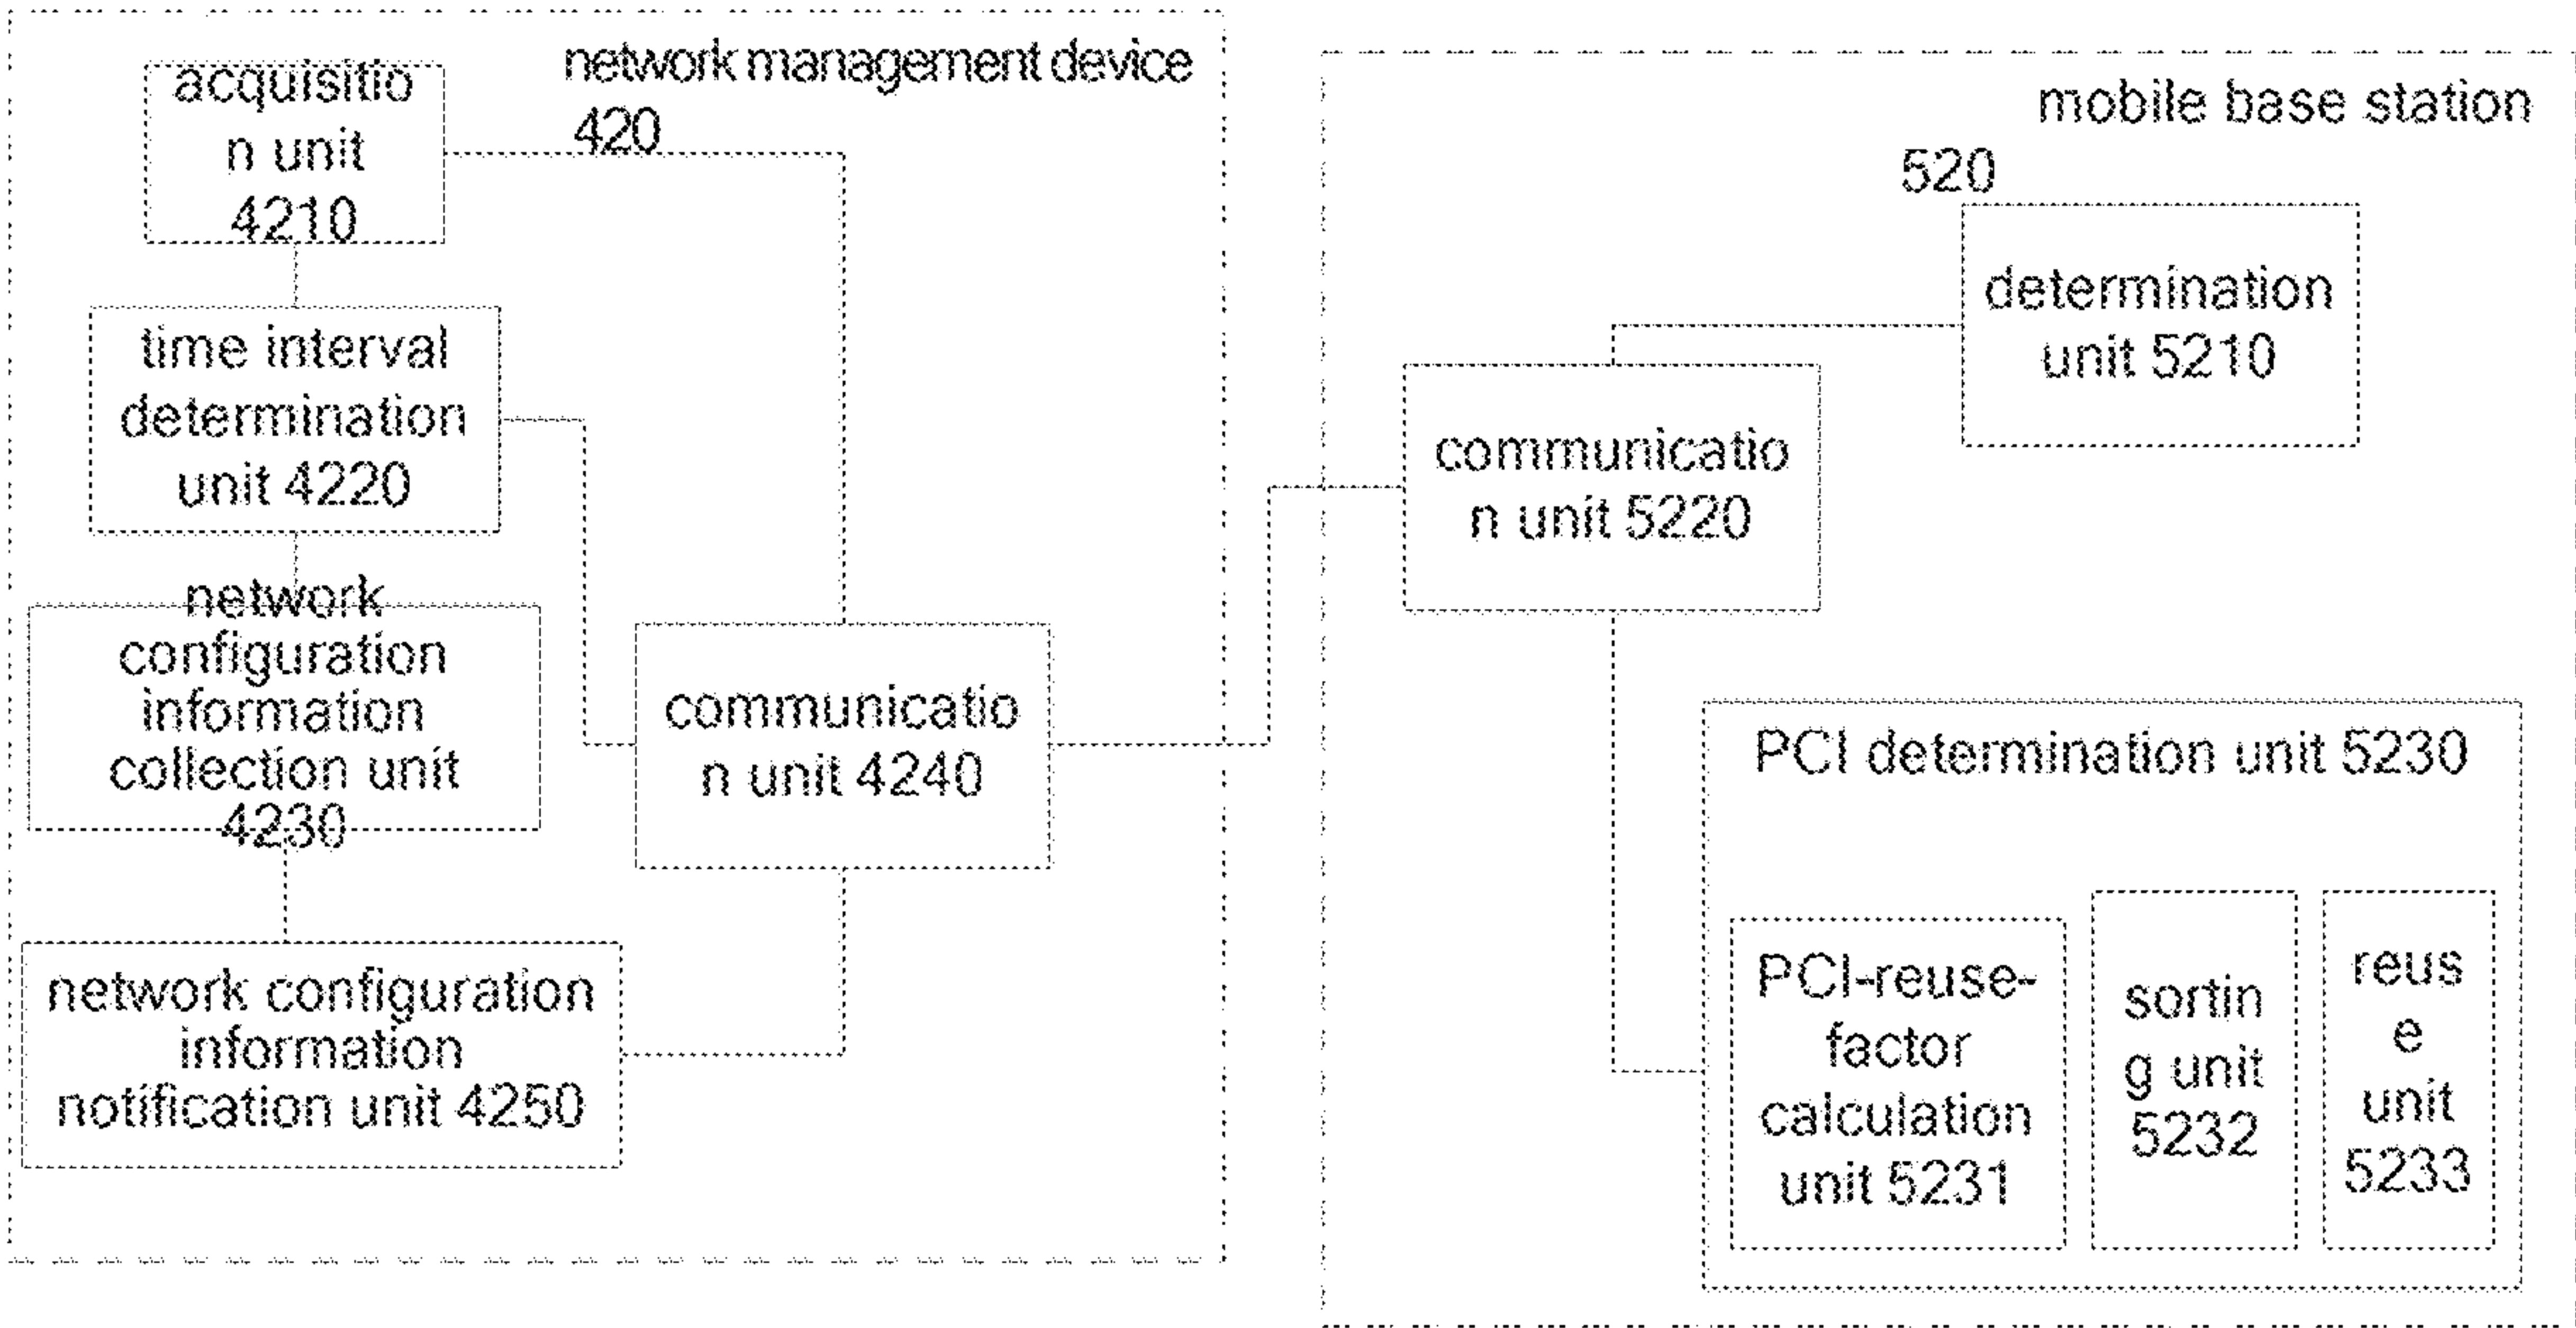 network management device
420
acquisitio
n unit
4210
time interval
determination
unit 4220
network
configuration
information
collection unit
4230
communicatio
n unit 4240
network configuration
information
notification unit 4250
mobile base station
520
determination
unit 5210
communicatio
n unit 5220
PCI determination unit 5230
PCI-reuse-
factor
calculation
unit 5231
sortin
g unit
5232
reus
e
unit
5233